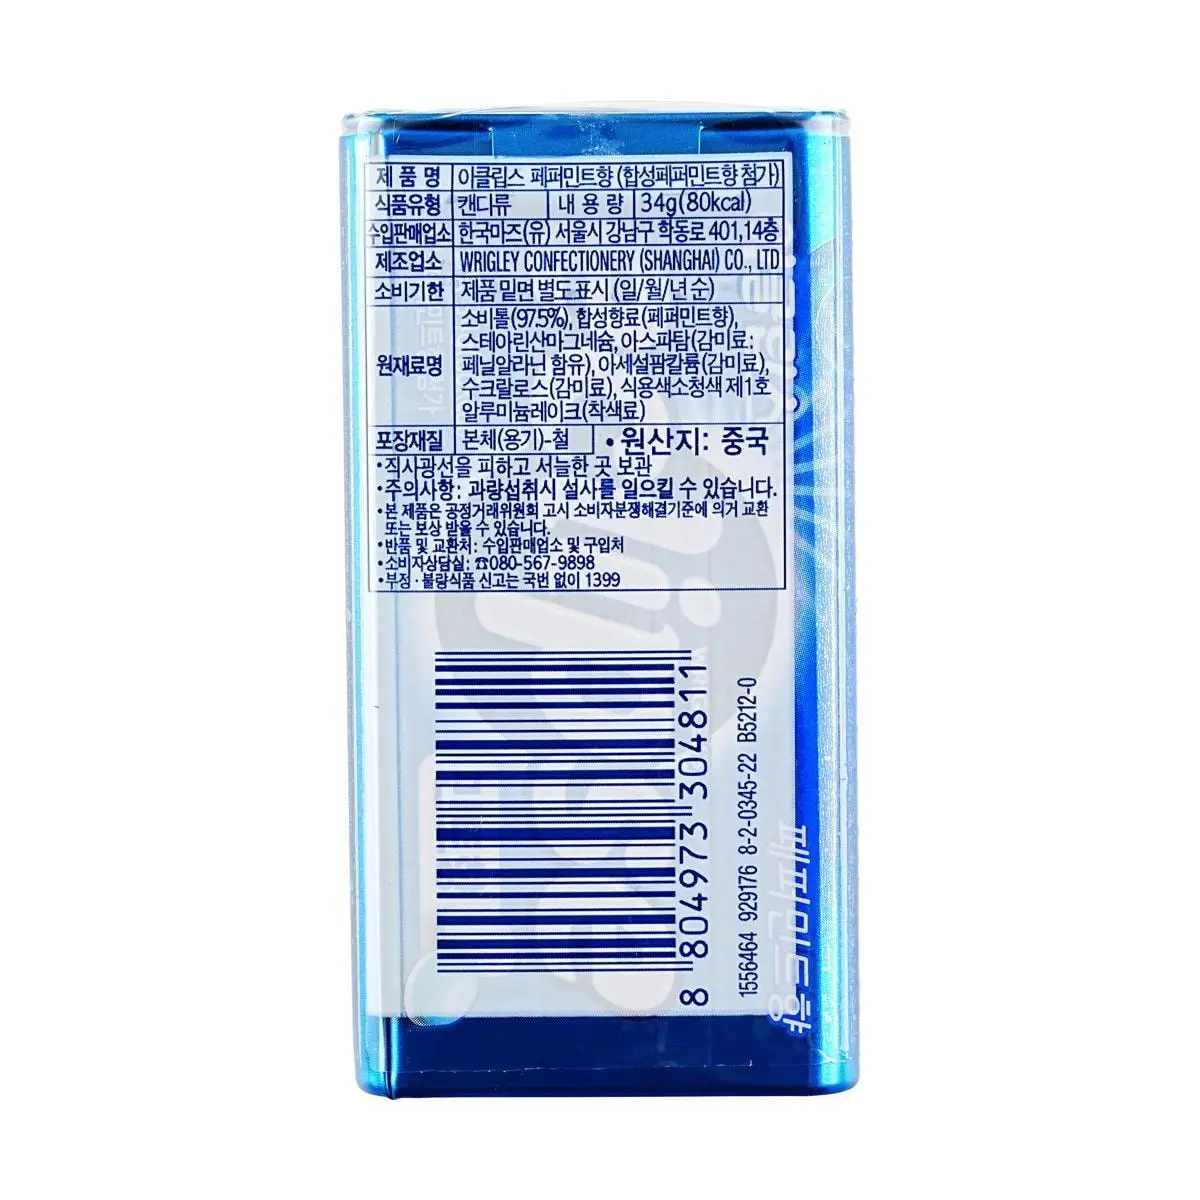 제품명 이클립스 페퍼민트향 (합성페퍼민트향 첨가)
식품유형 캔디류 내용량 34g(80kcal)
수입판매업소 한국마즈(유) 서울시 강남구 학동로 401,14층
제조업소 WRIGLEY CONFECTIONERY (SHANGHAI) CO., LTD
소비기한 제품 밑면 별도표시 (일/월/년 순)
원재료명 소비톨(97.5%), 합성향료(페퍼민트향),
스테아린산마그네슘, 아스파탐(감미료:
페닐알라닌 함유), 아세설팜칼륨(감미료),
수크랄로스(감미료), 식용색소청색 제1호
알루미늄레이크(착색료)
포장재질 본체(용기)-철 •원산지: 중국
•직사광선을 피하고 서늘한 곳 보관
•주의사항: 과량섭취시 설사를 일으킬 수 있습니다.
•본 제품은 공정거래위원회 고시 소비자분쟁해결기준에 의거 교환
또는 보상 받을 수 있습니다.
•반품 및 교환처: 수입판매업소 및 구입처
•소비자상담실: ☎080-567-9898
•부정·불량식품 신고는 국번 없이 1399
8 804973 304811
1556464 929176 8-2-0345-22 B5212-0
페퍼민트향